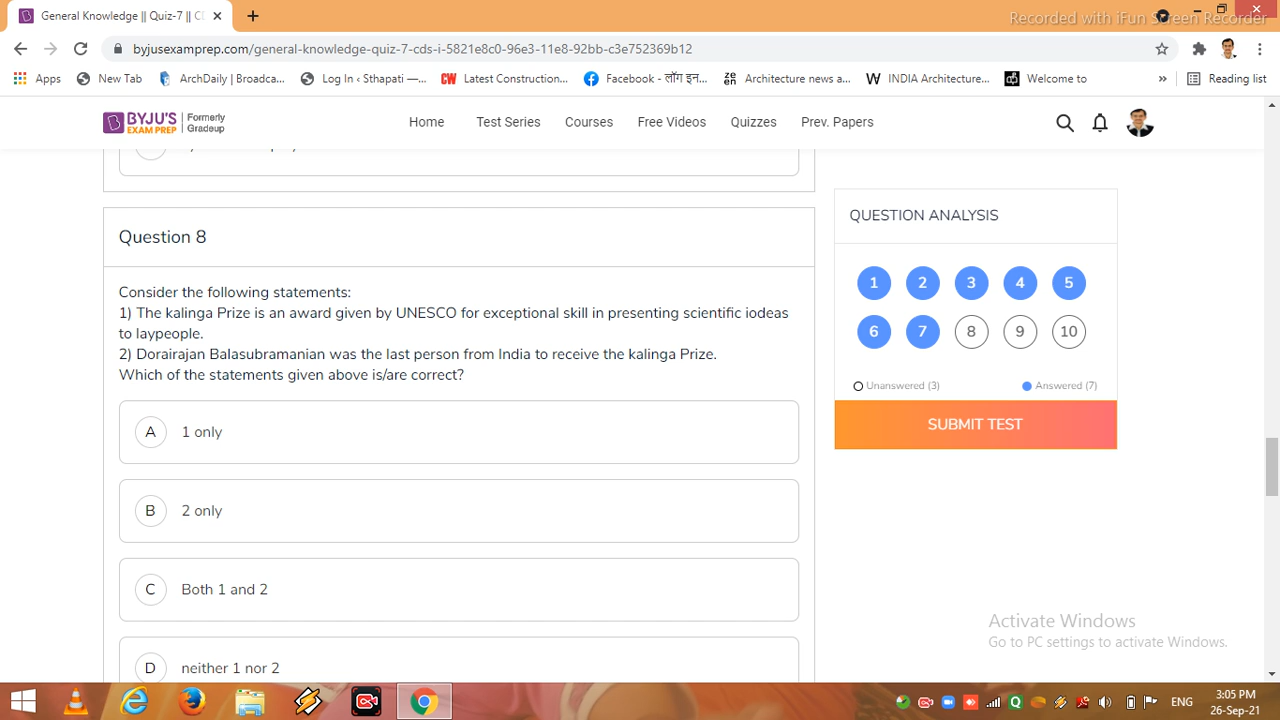 General Knowledge || Quiz-7 || CD
Recorded with iFun Screen Recorder
byjusexamprep.com/general-knowledge-quiz-7-cds-i-5821e8c0-96e3-11e8-92bb-c3e752369b12
Apps New Tab ArchDaily | Broadca... Log In ‹ Sthapati —... CW Latest Construction... Facebook - लॉग इन... Architecture news a... W INDIA Architecture... Welcome to » Reading list
BYJU'S EXAM PREP Formerly Gradeup
Home Test Series Courses Free Videos Quizzes Prev. Papers
Question 8
Consider the following statements:
1) The kalinga Prize is an award given by UNESCO for exceptional skill in presenting scientific iodeas
to laypeople.
2) Dorairajan Balasubramanian was the last person from India to receive the kalinga Prize.
Which of the statements given above is/are correct?
A 1 only
B 2 only
C Both 1 and 2
D neither 1 nor 2
QUESTION ANALYSIS
1 2 3 4 5
6 7 8 9 10
Unanswered (3) Answered (7)
SUBMIT TEST
Activate Windows
Go to PC settings to activate Windows.
ENG
3:05 PM
26-Sep-21